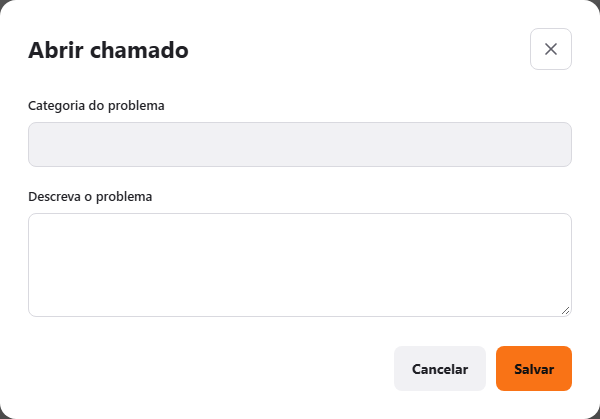 Abrir chamado
Categoria do problema
Descreva o problema
Cancelar
Salvar